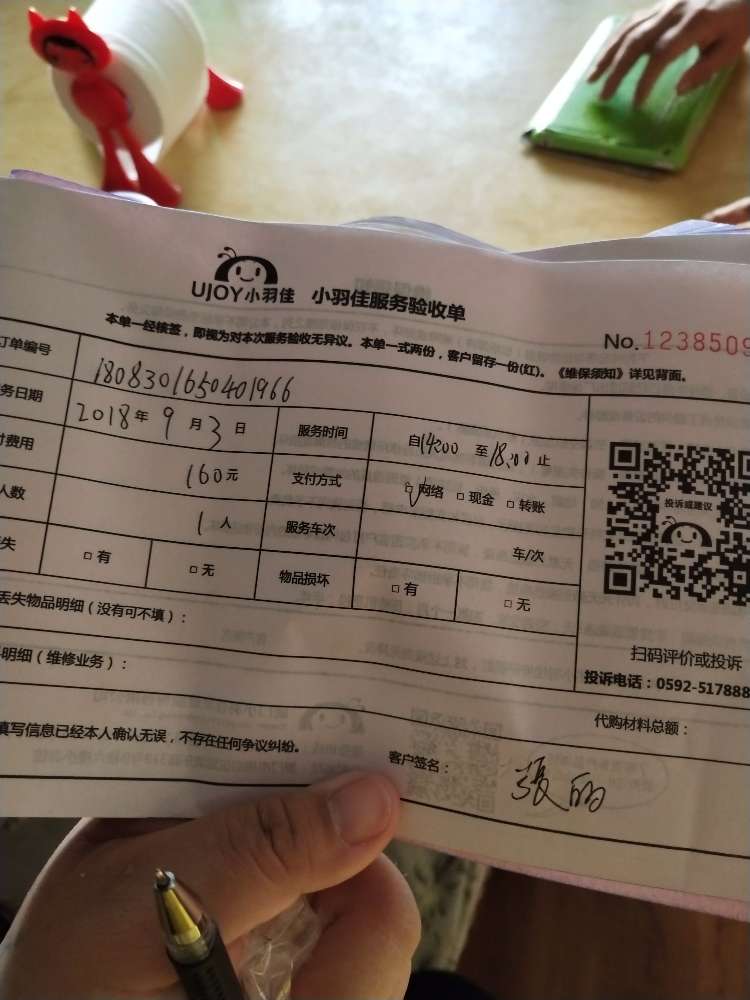 UJOY小羽佳 小羽佳服务验收单
本单一经核签，即视为对本次服务验收无异议。本单一式两份，客户留存一份(红)。《维保须知》详见背面。
No.1238509
订单编号 1808301650401966
务日期 2018年9月3日 服务时间 自14:00 至18:00止
付费用 160元 支付方式 网络 现金 转账
人数 1人 服务车次 车/次
失 有 无 物品损坏 有 无
投诉或建议
扫码评价或投诉
投诉电话：0592-517888
丢失物品明细（没有可不填）：
明细（维修业务）：
代购材料总额：
填写信息已经本人确认无误，不存在任何争议纠纷。
客户签名： 张